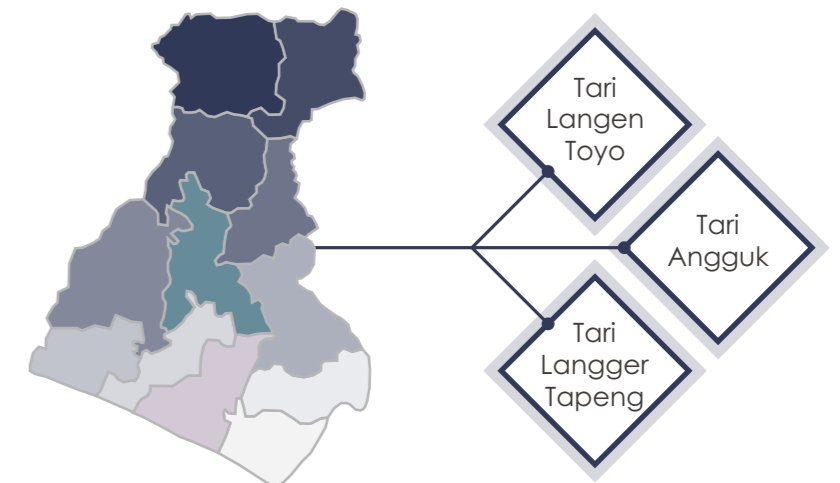 Tari
Langen
Toyo
Tari
Angguk
Tari
Langger
Tapeng